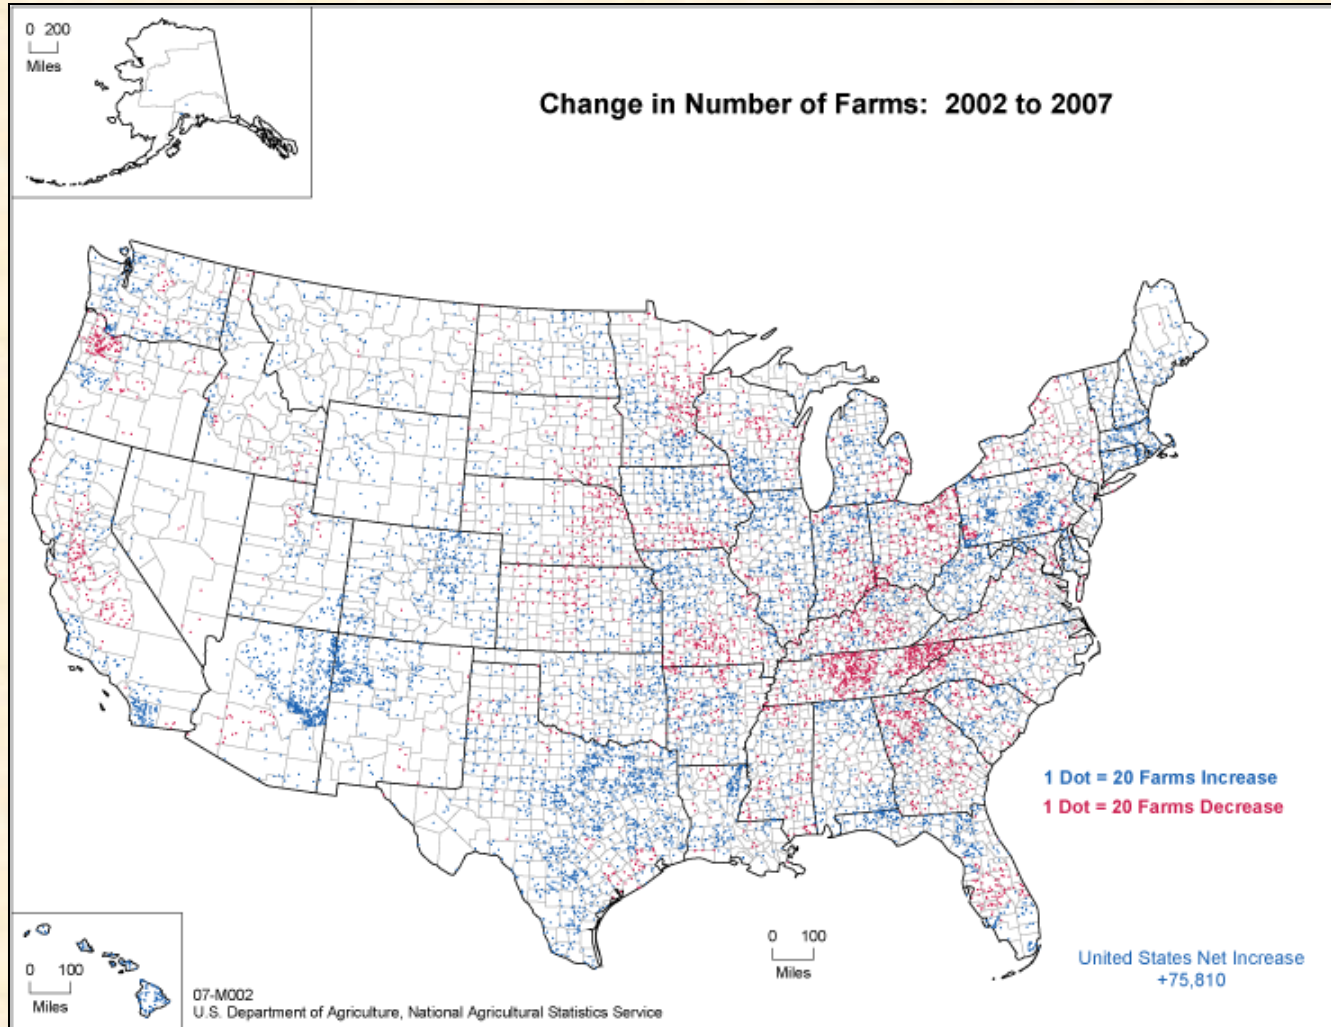 0 200
Miles
Change in Number of Farms: 2002 to 2007
1 Dot = 20 Farms Increase
1 Dot = 20 Farms Decrease
United States Net Increase
+75,810
0 100
Miles
0 100
Miles
07-M002
U.S. Department of Agriculture, National Agricultural Statistics Service